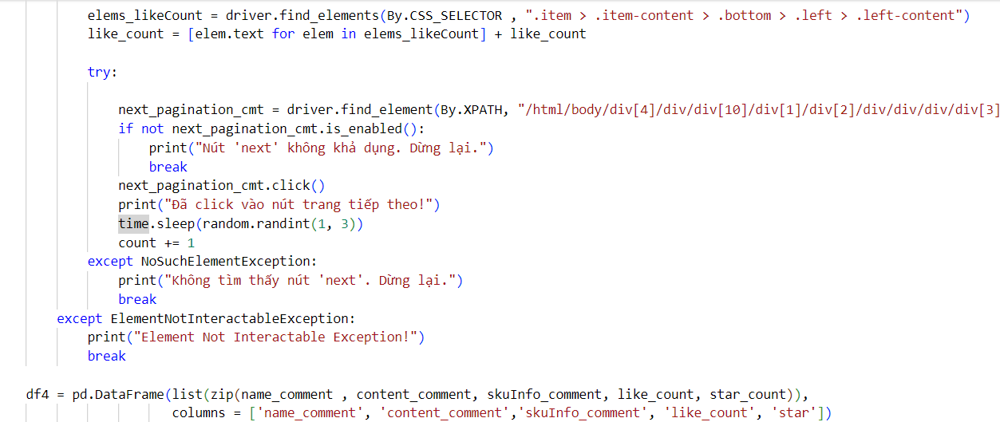 elems_likeCount = driver.find_elements(By.CSS_SELECTOR , ".item > .item-content > .bottom > .left > .left-content")
like_count = [elem.text for elem in elems_likeCount] + like_count
try:
next_pagination_cmt = driver.find_element(By.XPATH, "/html/body/div[4]/div/div[10]/div[1]/div[2]/div/div/div/div[3]
if not next_pagination_cmt.is_enabled():
print("Nút 'next' không khả dụng. Dừng lại.")
break
next_pagination_cmt.click()
print("Đã click vào nút trang tiếp theo!")
time.sleep(random.randint(1, 3))
count += 1
except NoSuchElementException:
print("Không tìm thấy nút 'next'. Dừng lại.")
break
except ElementNotInteractableException:
print("Element Not Interactable Exception!")
break
df4 = pd.DataFrame(list(zip(name_comment , content_comment, skuInfo_comment, like_count, star_count)),
columns = ['name_comment', 'content_comment','skuInfo_comment', 'like_count', 'star'])